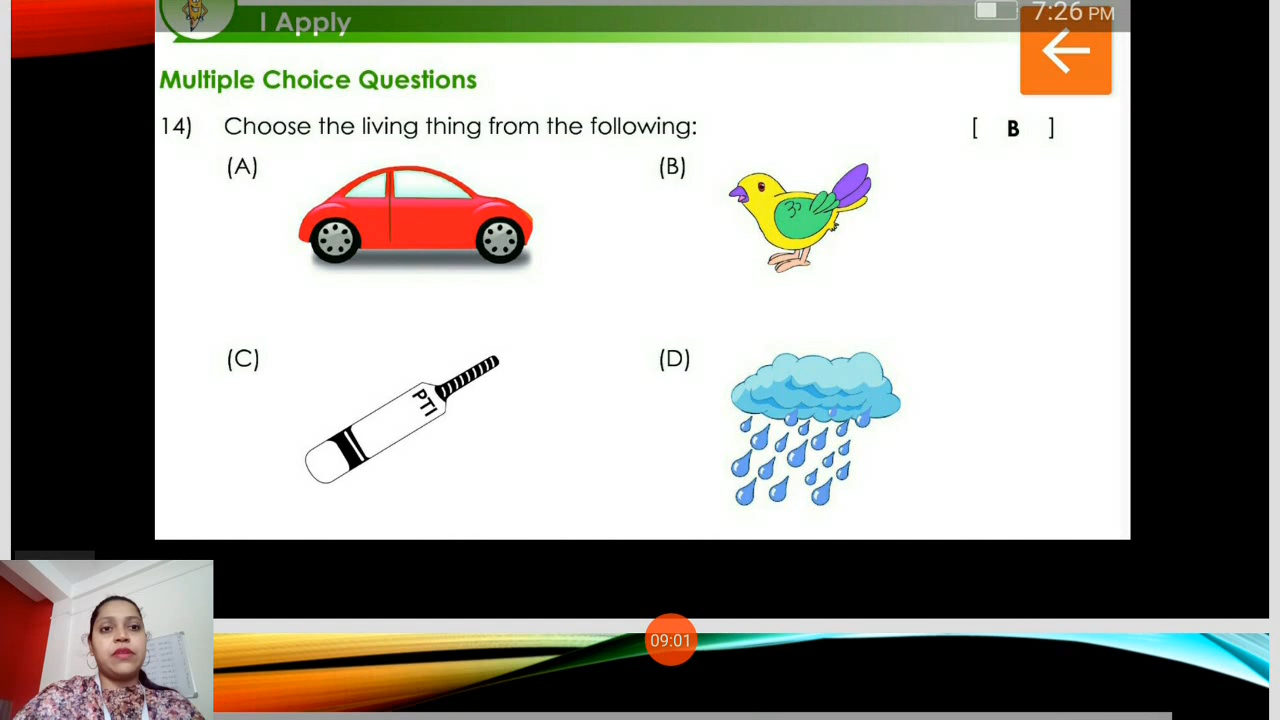 I Apply
7:26 PM
Multiple Choice Questions
14) Choose the living thing from the following: [ B ]
(A)
(B)
(C)
PTI
(D)
09:01